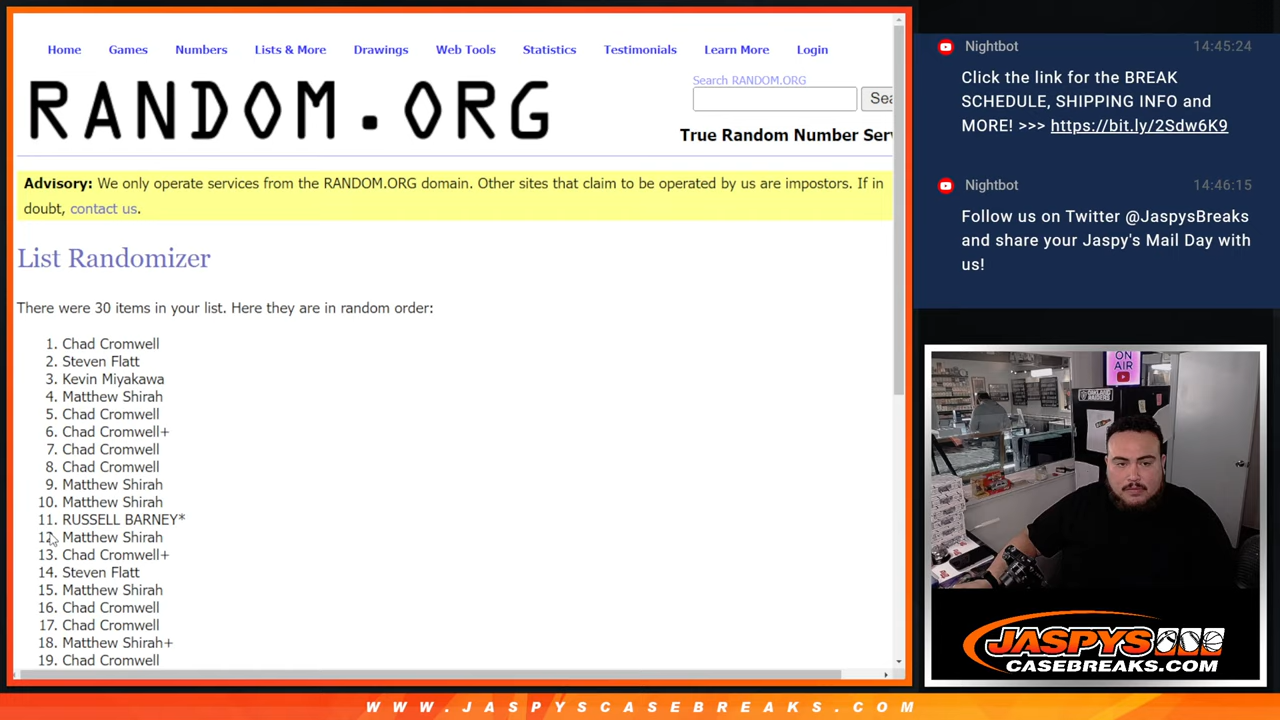 Home Games Numbers Lists & More Drawings Web Tools Statistics Testimonials Learn More Login
RANDOM.ORG
Search RANDOM.ORG
Sea
True Random Number Serv
Advisory: We only operate services from the RANDOM.ORG domain. Other sites that claim to be operated by us are impostors. If in
doubt, contact us.
List Randomizer
There were 30 items in your list. Here they are in random order:
1. Chad Cromwell
2. Steven Flatt
3. Kevin Miyakawa
4. Matthew Shirah
5. Chad Cromwell
6. Chad Cromwell+
7. Chad Cromwell
8. Chad Cromwell
9. Matthew Shirah
10. Matthew Shirah
11. RUSSELL BARNEY*
12. Matthew Shirah
13. Chad Cromwell+
14. Steven Flatt
15. Matthew Shirah
16. Chad Cromwell
17. Chad Cromwell
18. Matthew Shirah+
19. Chad Cromwell
Nightbot 14:45:24
Click the link for the BREAK
SCHEDULE, SHIPPING INFO and
MORE! >>> https://bit.ly/2Sdw6K9
Nightbot 14:46:15
Follow us on Twitter @JaspysBreaks
and share your Jaspy's Mail Day with
us!
ON
AIR
JASPYS
CASEBREAKS.COM
WWW.JASPYSCASEBREAKS.COM